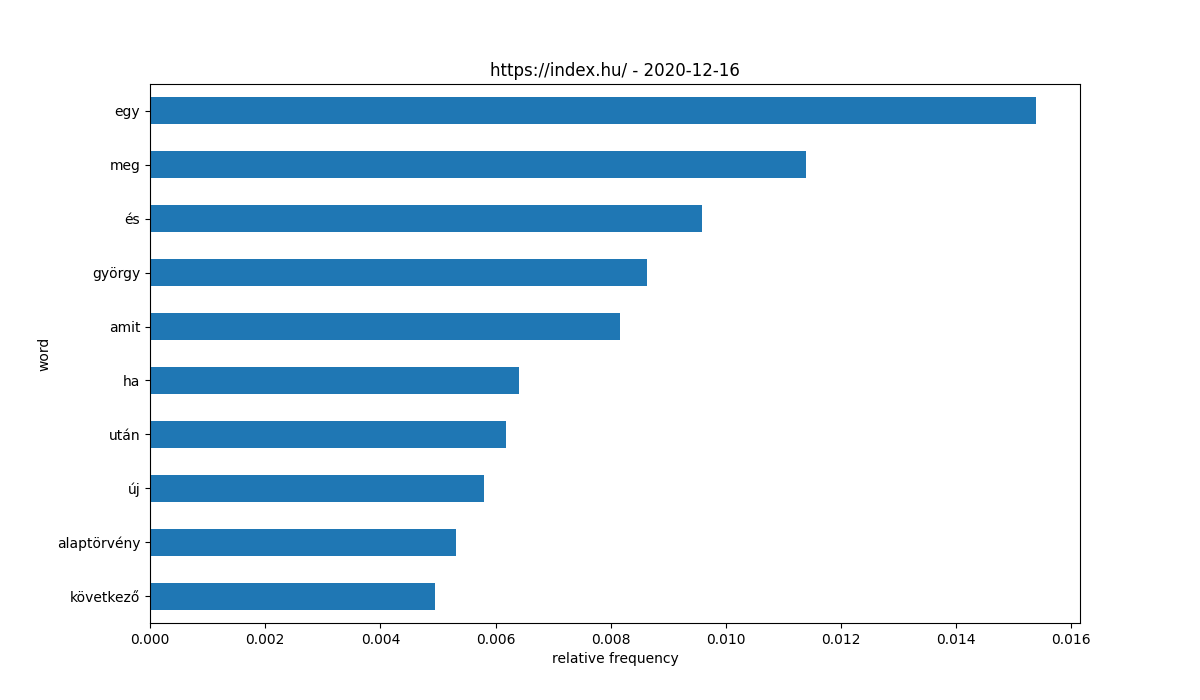 https://index.hu/ - 2020-12-16
egy
meg
és
györgy
amit
ha
után
új
alaptörvény
következő
word
0.000 0.002 0.004 0.006 0.008 0.010 0.012 0.014 0.016
relative frequency